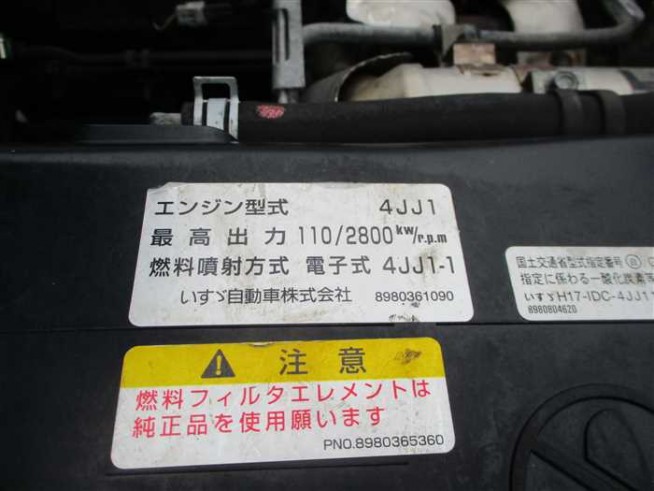 エンジン型式 4JJ1
最高出力 110/2800 kw/r.p.m
燃料噴射方式 電子式 4JJ1-1
いすゞ自動車株式会社 8980361090
国土交通省型式指定番号
指定に係わる一酸化炭素等
いすゞH17-IDC-4JJ1
8980804620
注意
燃料フィルタエレメントは
純正品を使用願います
PNO.8980365360